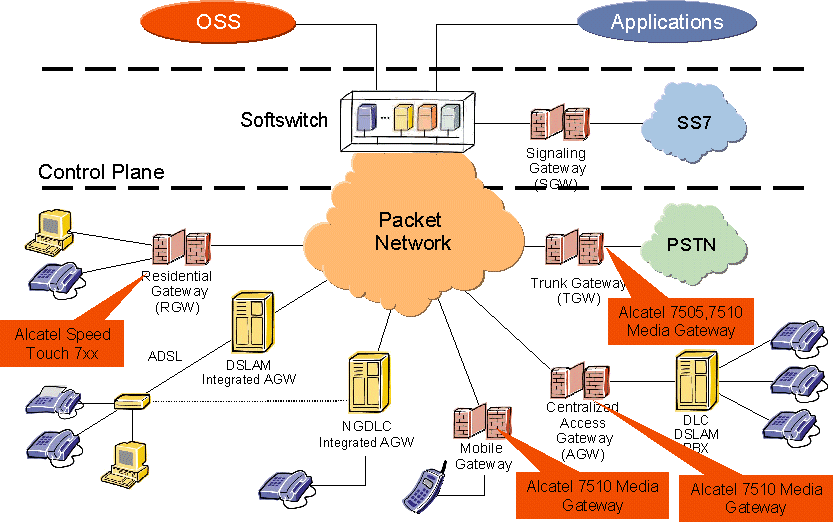 OSS
Applications
Softswitch
SS7
Signaling
Gateway
(SGW)
Control Plane
Packet
Network
PSTN
Residential
Gateway
(RGW)
Trunk Gateway
(TGW)
Alcatel Speed
Touch 7xx
Alcatel 7505,7510
Media Gateway
ADSL
DSLAM
Integrated AGW
NGDLC
Integrated AGW
Mobile
Gateway
Centralized
Access
Gateway
(AGW)
DLC
DSLAM
PBX
Alcatel 7510 Media
Gateway
Alcatel 7510 Media
Gateway